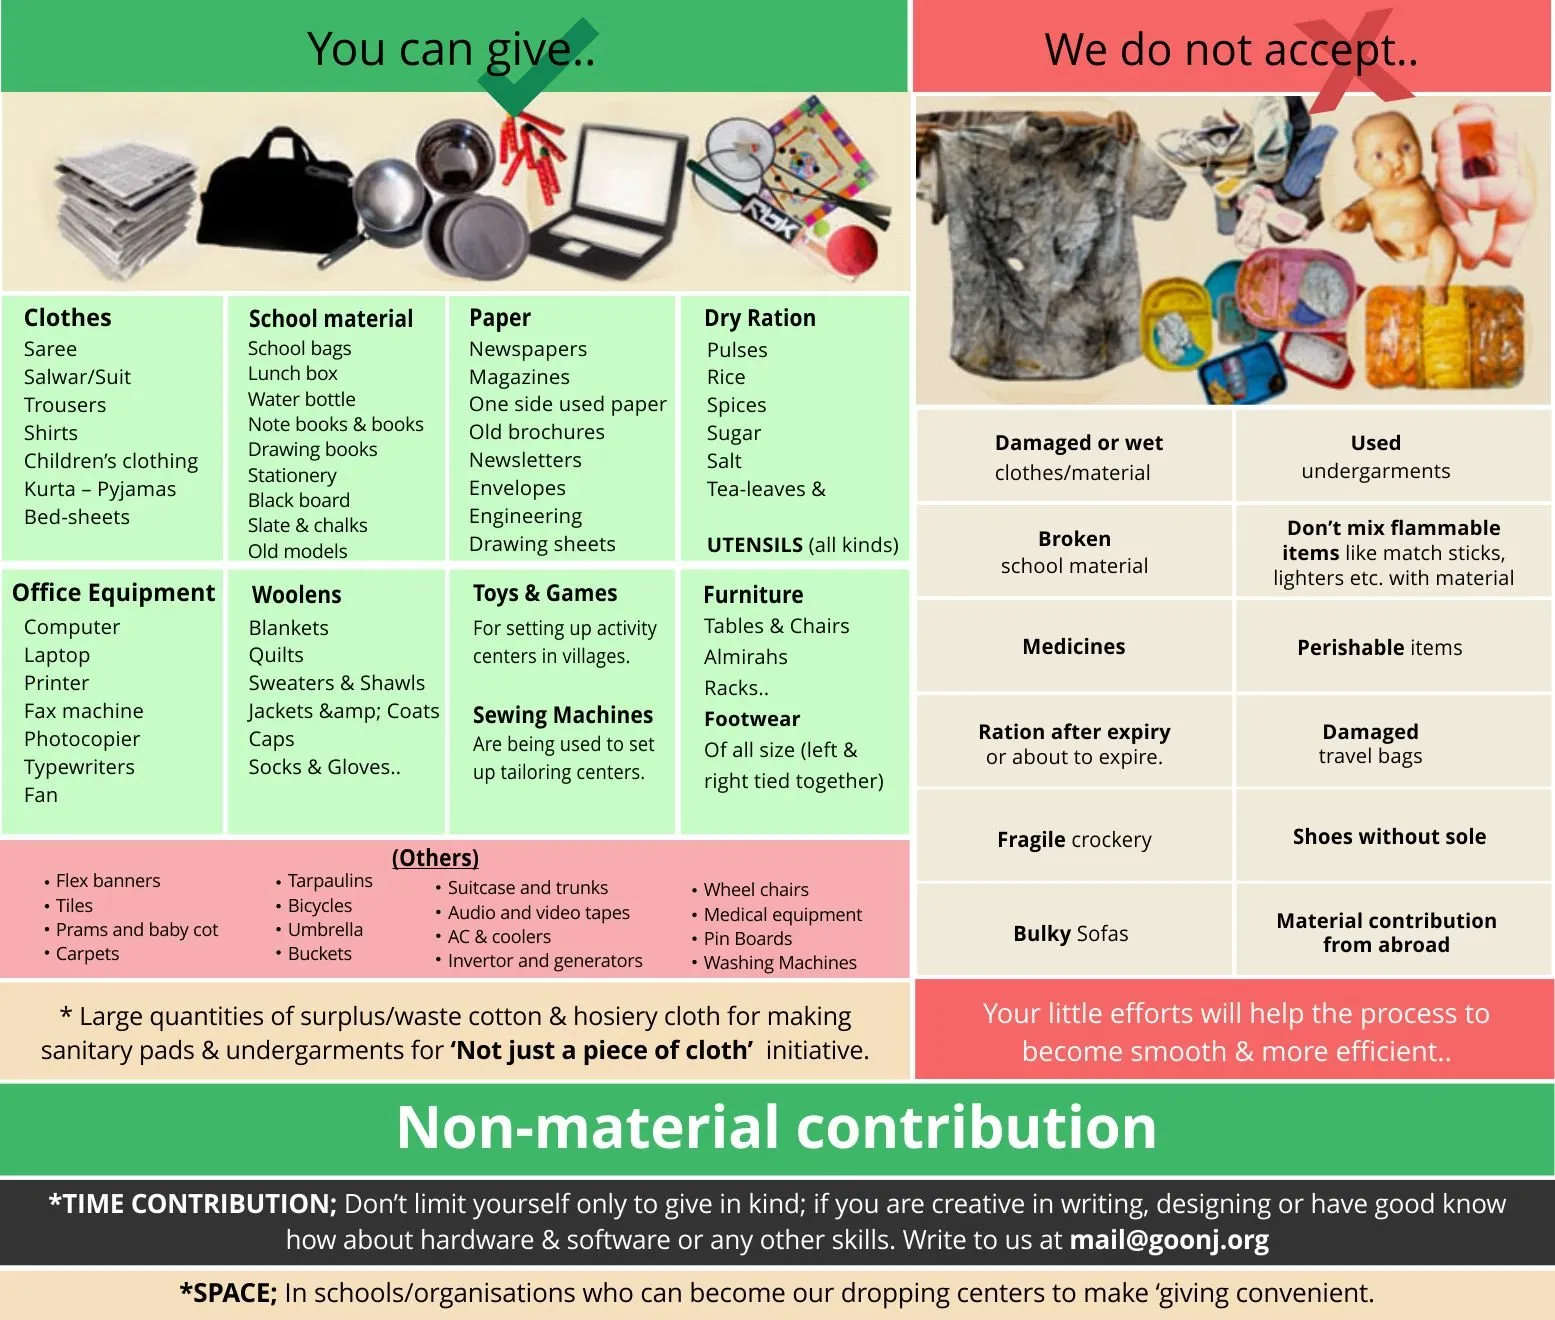 You can give..
We do not accept..
RbK
Clothes
Saree
Salwar/Suit
Trousers
Shirts
Children’s clothing
Kurta – Pyjamas
Bed-sheets
School material
School bags
Lunch box
Water bottle
Note books & books
Drawing books
Stationery
Black board
Slate & chalks
Old models
Paper
Newspapers
Magazines
One side used paper
Old brochures
Newsletters
Envelopes
Engineering
Drawing sheets
Dry Ration
Pulses
Rice
Spices
Sugar
Salt
Tea-leaves &
UTENSILS (all kinds)
Office Equipment
Computer
Laptop
Printer
Fax machine
Photocopier
Typewriters
Fan
Woolens
Blankets
Quilts
Sweaters & Shawls
Jackets &amp; Coats
Caps
Socks & Gloves..
Toys & Games
For setting up activity
centers in villages.
Sewing Machines
Are being used to set
up tailoring centers.
Furniture
Tables & Chairs
Almirahs
Racks..
Footwear
Of all size (left &
right tied together)
(Others)
• Flex banners
• Tiles
• Prams and baby cot
• Carpets
• Tarpaulins
• Bicycles
• Umbrella
• Buckets
• Suitcase and trunks
• Audio and video tapes
• AC & coolers
• Invertor and generators
• Wheel chairs
• Medical equipment
• Pin Boards
• Washing Machines
* Large quantities of surplus/waste cotton & hosiery cloth for making
sanitary pads & undergarments for ‘Not just a piece of cloth’ initiative.
Damaged or wet
clothes/material
Used
undergarments
Broken
school material
Don’t mix flammable
items like match sticks,
lighters etc. with material
Medicines
Perishable items
Ration after expiry
or about to expire.
Damaged
travel bags
Fragile crockery
Shoes without sole
Bulky Sofas
Material contribution
from abroad
Your little efforts will help the process to
become smooth & more efficient..
Non-material contribution
*TIME CONTRIBUTION; Don’t limit yourself only to give in kind; if you are creative in writing, designing or have good know
how about hardware & software or any other skills. Write to us at mail@goonj.org
*SPACE; In schools/organisations who can become our dropping centers to make ‘giving convenient.